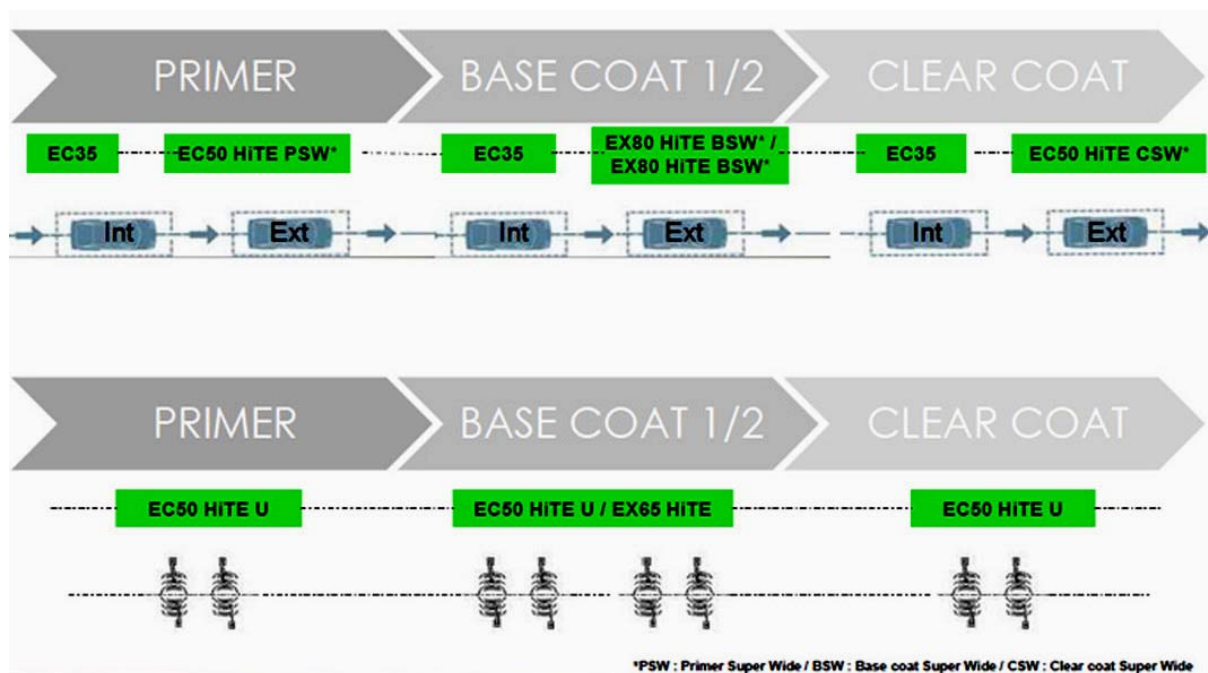 PRIMER
BASE COAT 1/2
CLEAR COAT
EC35
EC50 HiTE PSW*
EC35
EX80 HiTE BSW* /
EX80 HiTE BSW*
EC35
EC50 HiTE CSW*
Int
Ext
Int
Ext
Int
Ext
PRIMER
BASE COAT 1/2
CLEAR COAT
EC50 HiTE U
EC50 HiTE U / EX65 HiTE
EC50 HiTE U
*PSW : Primer Super Wide / BSW : Base coat Super Wide / CSW : Clear coat Super Wide